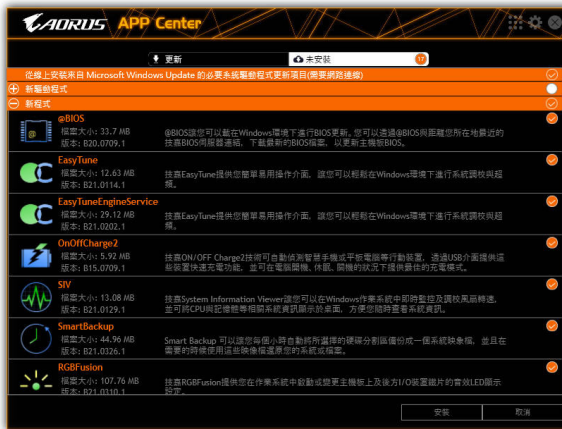 AORUS APP Center
更新 未安裝 17
從線上安裝來自 Microsoft Windows Update 的必要系統驅動程式更新項目(需要網路連線)
新驅動程式
新程式
@BIOS
檔案大小: 33.7 MB
版本: B20.0709.1
@BIOS讓您可以載在Windows環境下進行BIOS更新。您可以透過@BIOS與距離您所在地最近的
技嘉BIOS伺服器連結，下載最新的BIOS檔案，以更新主機板BIOS。
EasyTune
檔案大小: 12.63 MB
版本: B21.0114.1
技嘉EasyTune提供您簡單易用操作介面，讓您可以輕鬆在Windows環境下進行系統調校與超
頻。
EasyTuneEngineService
檔案大小: 29.12 MB
版本: B21.0129.1
技嘉EasyTune提供您簡單易用操作介面，讓您可以輕鬆在Windows環境下進行系統調校與超
頻。
OnOffCharge2
檔案大小: 5.92 MB
版本: B15.0709.1
技嘉ON/OFF Charge2技術可自動偵測智慧手機或平板電腦等行動裝置，透過USB介面提供這
些裝置快速充電功能，並可在電腦開機、休眠、關機的狀況下提供最佳的充電模式。
SIV
檔案大小: 13.08 MB
版本: B21.0129.1
技嘉System Information Viewer讓您可以在Windows作業系統中即時監控及調校風扇轉速，
並可將CPU與記憶體等相關系統資訊顯示於桌面，方便您隨時查看系統資訊。
SmartBackup
檔案大小: 44.96 MB
版本: B21.0326.1
Smart Backup 可以讓您每個小時自動將所選擇的硬碟分割區備份成一個系統映象檔，並且在
需要的時候使用這些映像檔還原您的系統或檔案。
RGBFusion
檔案大小: 107.76 MB
版本: B21.0310.1
技嘉RGBFusion提供您在作業系統中啟動或變更主機板上及後方I/O裝置鐵片的音效LED顯示
設定。
安裝 取消